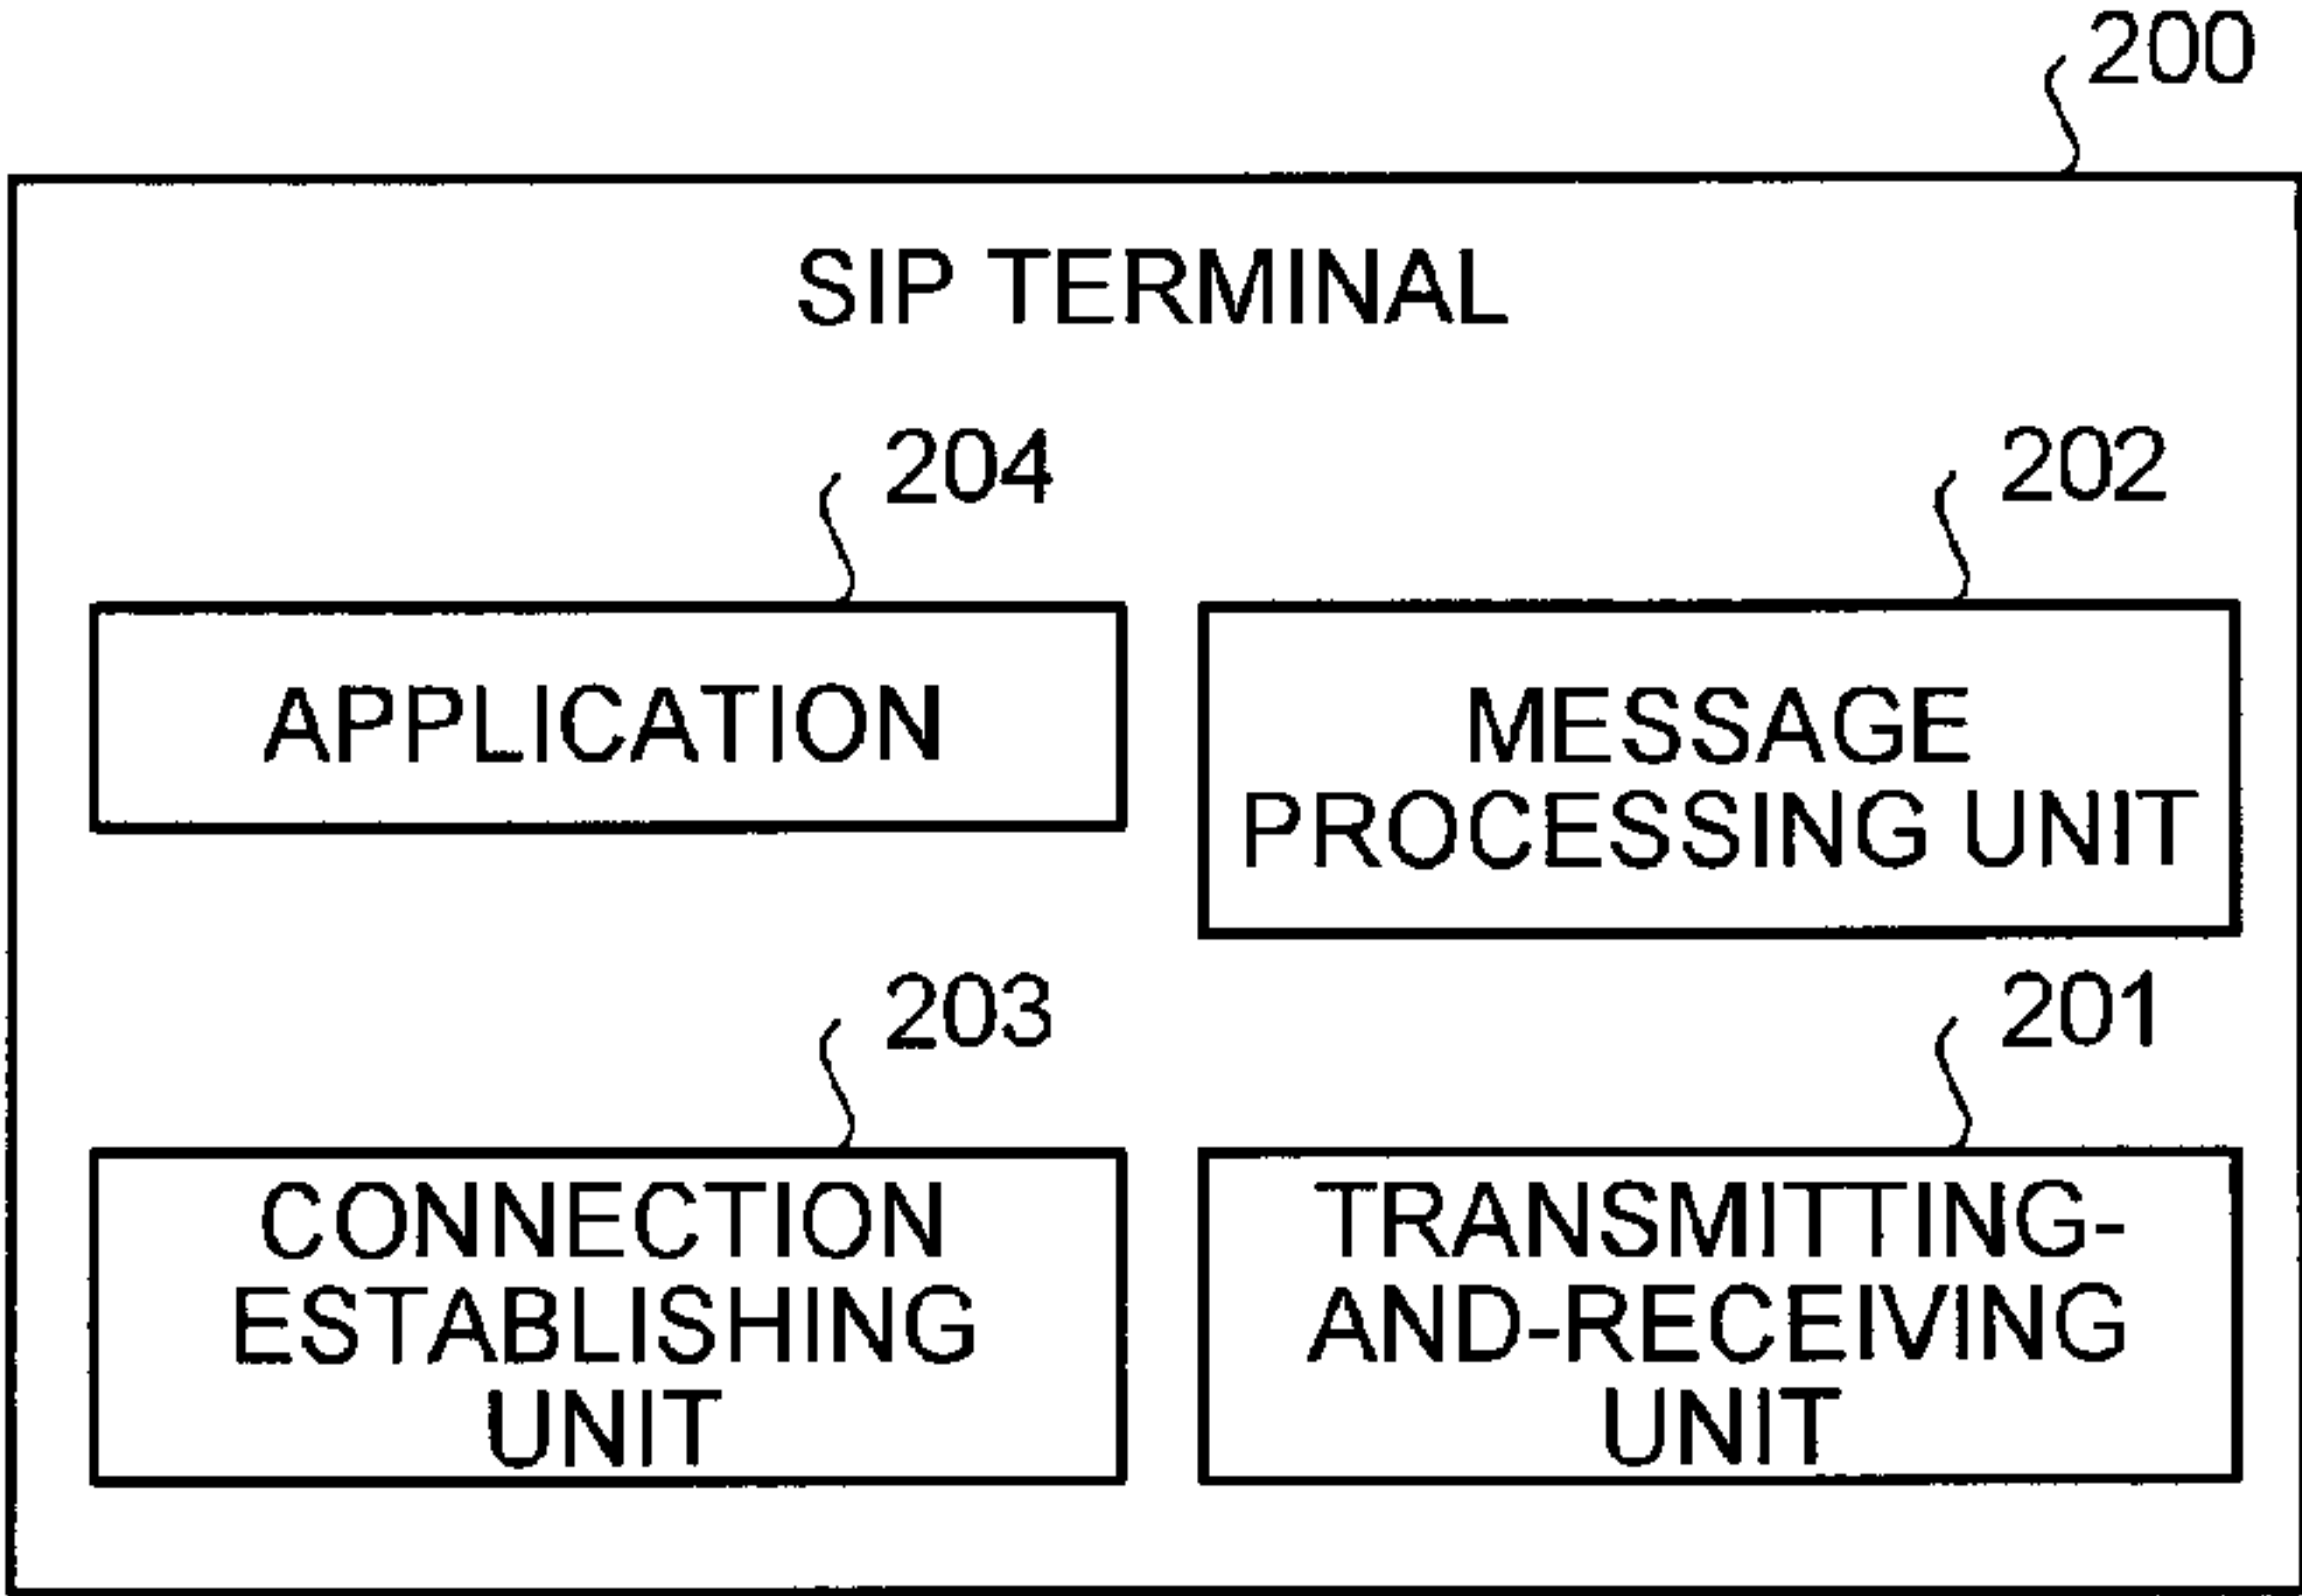 200
SIP TERMINAL
204
202
APPLICATION
MESSAGE
PROCESSING UNIT
203
201
CONNECTION
ESTABLISHING
UNIT
TRANSMITTING-
AND-RECEIVING
UNIT